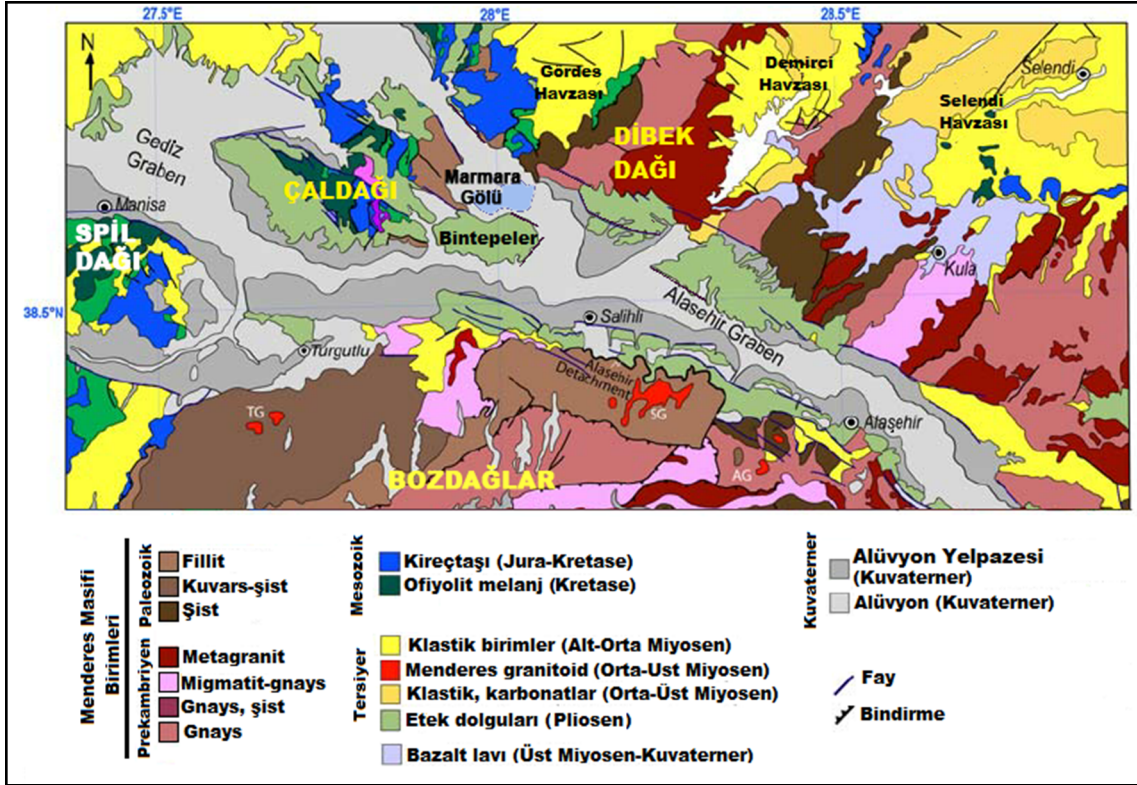 27.5°E
28°E
28.5°E
N
Gördes
Havzası
Demirci
Havzası
Selendi
Selendi
Havzası
Gediz
Graben
DİBEK
DAĞI
ÇALDAĞI
Marmara
Gölü
Manisa
Bintepeler
SPİL
DAĞI
Kula
38.5°N
Salihli
Alaşehir Graben
Turgutlu
Alaşehir
Detachment
TG
SG
Alaşehir
BOZDAĞLAR
AG
Menderes Masifi
Birimleri
Paleozoik
Fillit
Kuvars-şist
Şist
Prekambriyen
Metagranit
Migmatit-gnays
Gnays, şist
Gnays
Mesozoik
Kireçtaşı (Jura-Kretase)
Ofiyolit melanj (Kretase)
Tersiyer
Klastik birimler (Alt-Orta Miyosen)
Menderes granitoid (Orta-Ust Miyosen)
Klastik, karbonatlar (Orta-Üst Miyosen)
Etek dolguları (Pliosen)
Bazalt lavı (Üst Miyosen-Kuvaterner)
Kuvaterner
Alüvyon Yelpazesi
(Kuvaterner)
Alüvyon (Kuvaterner)
Fay
Bindirme